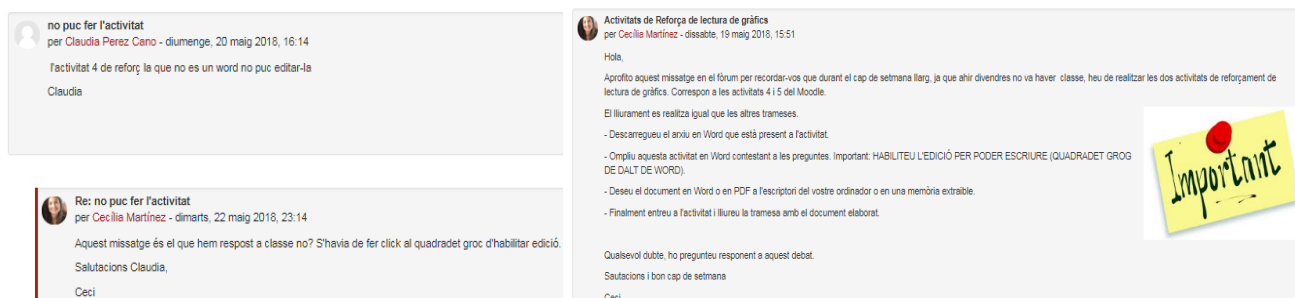 no puc fer l'activitat
per Claudia Perez Cano - diumenge, 20 maig 2018, 16:14
l'activitat 4 de reforç la que no es un word no puc editar-la
Claudia
Re: no puc fer l'activitat
per Cecília Martínez - dimarts, 22 maig 2018, 23:14
Aquest missatge és el que hem respost a classe no? S'havia de fer click al quadradet groc d'habilitar edició.
Salutacions Claudia,
Ceci
Activitats de Reforça de lectura de gràfics
per Cecília Martínez - dissabte, 19 maig 2018, 15:51
Hola,
Aprofito aquest missatge en el fòrum per recordar-vos que durant el cap de setmana llarg, ja que ahir divendres no va haver classe, heu de realitzar les dos activitats de reforçament de
lectura de gràfics. Correspon a les activitats 4 i 5 del Moodle.
El lliurament es realitza igual que les altres trameses.
- Descarregueu el arxiu en Word que està present a l'activitat.
- Ompliu aquesta activitat en Word contestant a les preguntes. Important: HABILITEU L'EDICIÓ PER PODER ESCRIURE (QUADRADET GROG
DE DALT DE WORD).
- Deseu el document en Word o en PDF a l'escriptori del vostre ordinador o en una memòria extraïble.
- Finalment entreu a l'activitat i lliureu la tramesa amb el document elaborat.
Important
Qualsevol dubte, ho pregunteu responent a aquest debat.
Sautacions i bon cap de setmana
Ceci